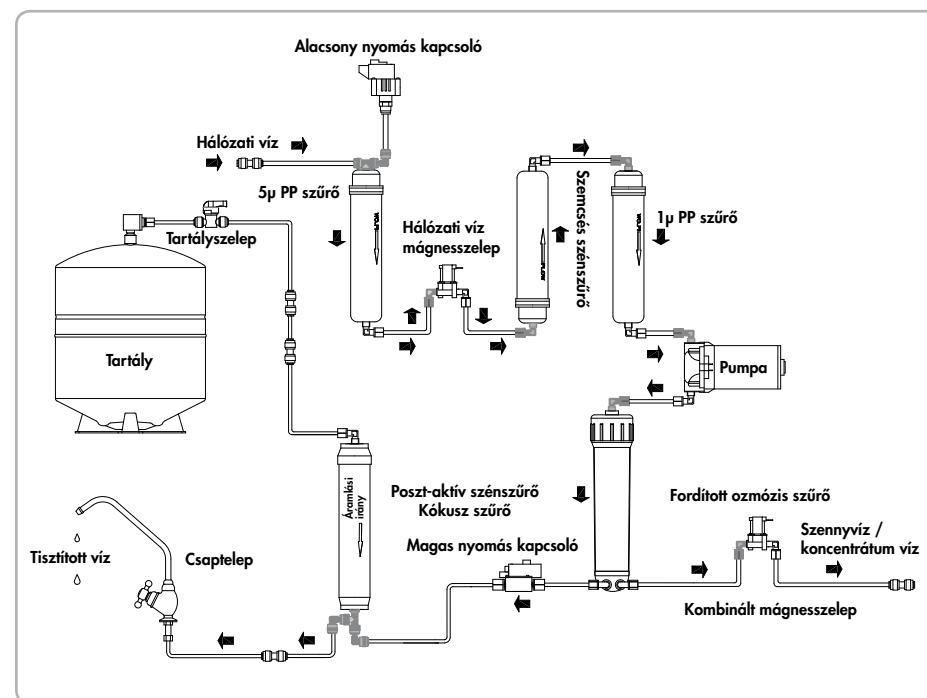 Alacsony nyomás kapcsoló
Hálózati víz
5µ PP szűrő
Tartályszelep
Hálózati víz
mágnesszelep
Szemcsés szénszűrő
1µ PP szűrő
Tartály
Pumpa
Áramlási
irány
Poszt-aktív szénszűrő
Kókusz szűrő
Fordított ozmózis szűrő
Magas nyomás kapcsoló
Szennyvíz /
koncentrátum víz
Tisztított víz
Csaptelep
Kombinált mágnesszelep